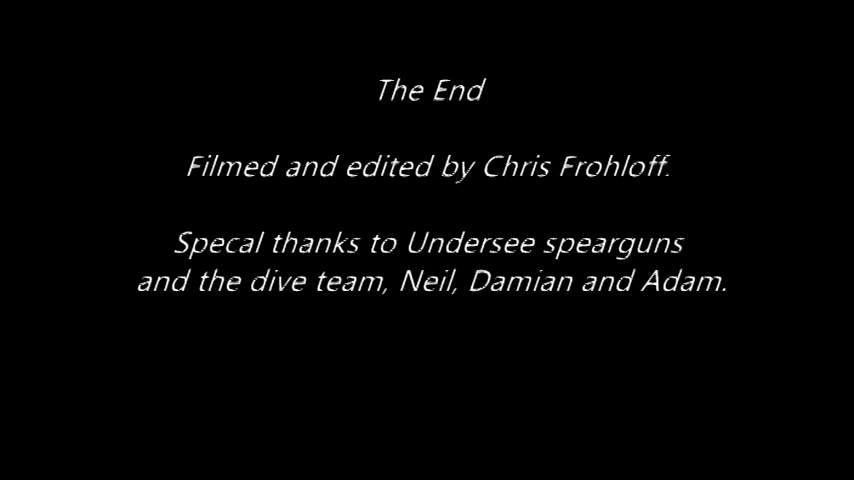 The End
Filmed and edited by Chris Frohloff.
Specal thanks to Undersee spearguns
and the dive team, Neil, Damian and Adam.